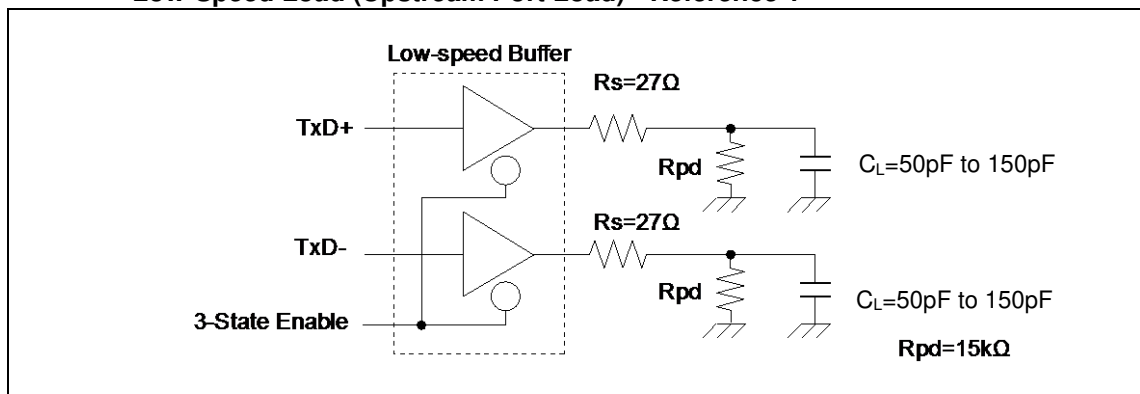 Low-Speed Load (Upstream Port Load) - Reference 1
Low-speed Buffer
Rs=27Ω
TxD+
Rpd
CL=50pF to 150pF
Rs=27Ω
TxD-
Rpd
CL=50pF to 150pF
3-State Enable
Rpd=15kΩ